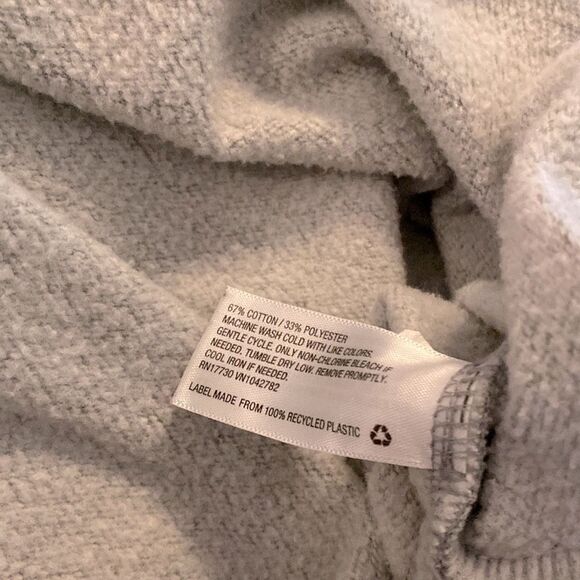 67% COTTON / 33% POLYESTER
MACHINE WASH COLD WITH LIKE COLORS
GENTLE CYCLE. ONLY NON-CHLORINE BLEACH IF
NEEDED. TUMBLE DRY LOW. REMOVE PROMPTLY.
COOL IRON IF NEEDED.
RN17730 VN1042782
LABEL MADE FROM 100% RECYCLED PLASTIC